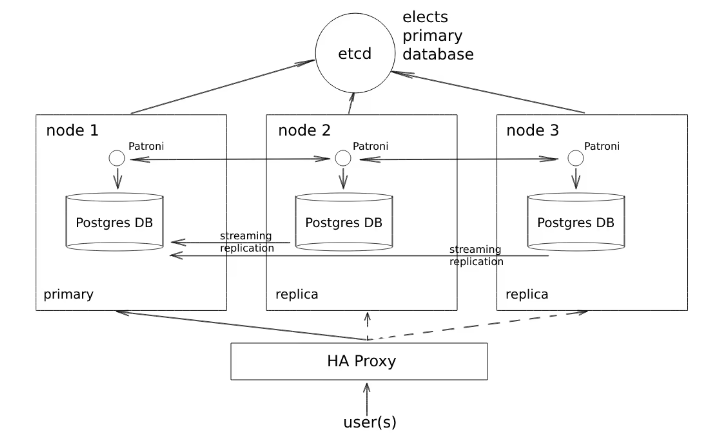 elects
primary
database
etcd
node 1
node 2
node 3
Patroni
Patroni
Patroni
Postgres DB
Postgres DB
Postgres DB
streaming
replication
streaming
replication
primary
replica
replica
HA Proxy
user(s)